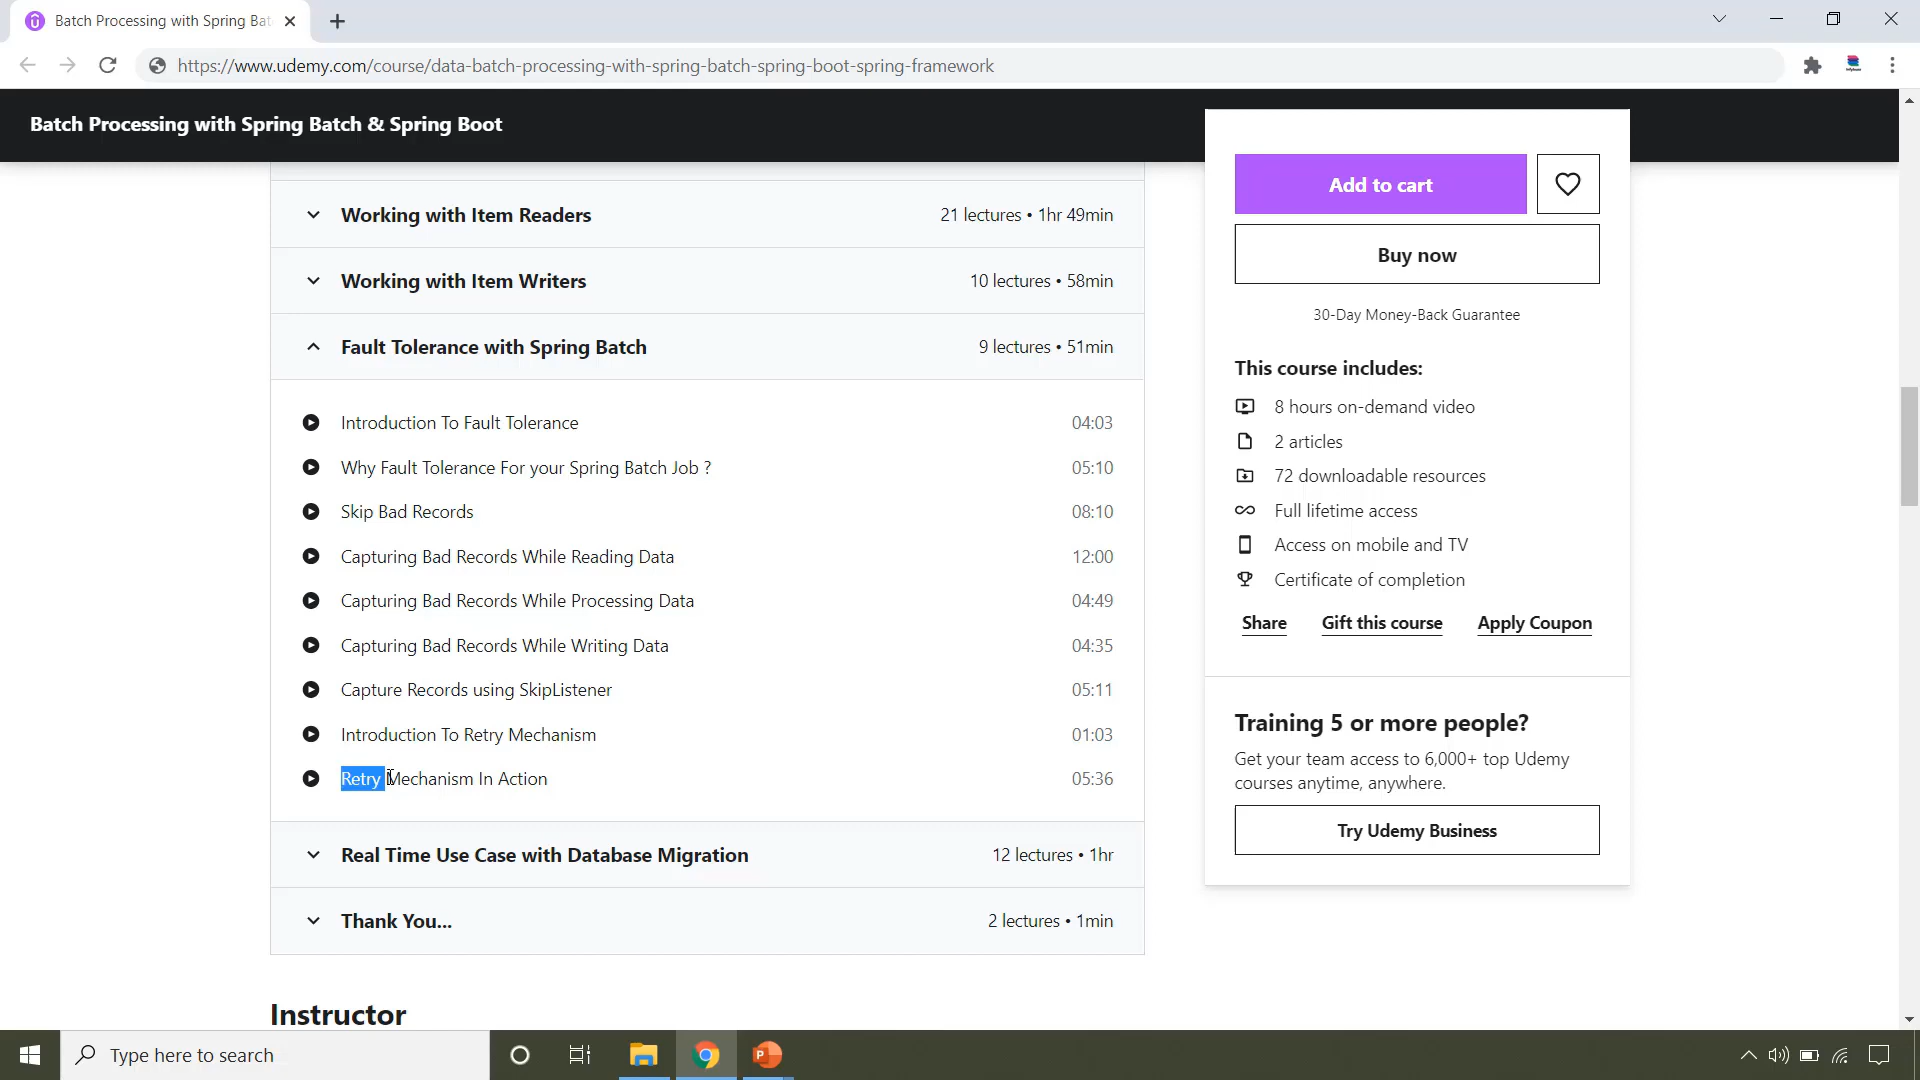 Batch Processing with Spring Bat
https://www.udemy.com/course/data-batch-processing-with-spring-batch-spring-boot-spring-framework
Batch Processing with Spring Batch & Spring Boot
Working with Item Readers 21 lectures • 1hr 49min
Working with Item Writers 10 lectures • 58min
Fault Tolerance with Spring Batch 9 lectures • 51min
Introduction To Fault Tolerance 04:03
Why Fault Tolerance For your Spring Batch Job ? 05:10
Skip Bad Records 08:10
Capturing Bad Records While Reading Data 12:00
Capturing Bad Records While Processing Data 04:49
Capturing Bad Records While Writing Data 04:35
Capture Records using SkipListener 05:11
Introduction To Retry Mechanism 01:03
Retry Mechanism In Action 05:36
Real Time Use Case with Database Migration 12 lectures • 1hr
Thank You... 2 lectures • 1min
Instructor
Add to cart
Buy now
30-Day Money-Back Guarantee
This course includes:
8 hours on-demand video
2 articles
72 downloadable resources
Full lifetime access
Access on mobile and TV
Certificate of completion
Share Gift this course Apply Coupon
Training 5 or more people?
Get your team access to 6,000+ top Udemy
courses anytime, anywhere.
Try Udemy Business
Type here to search